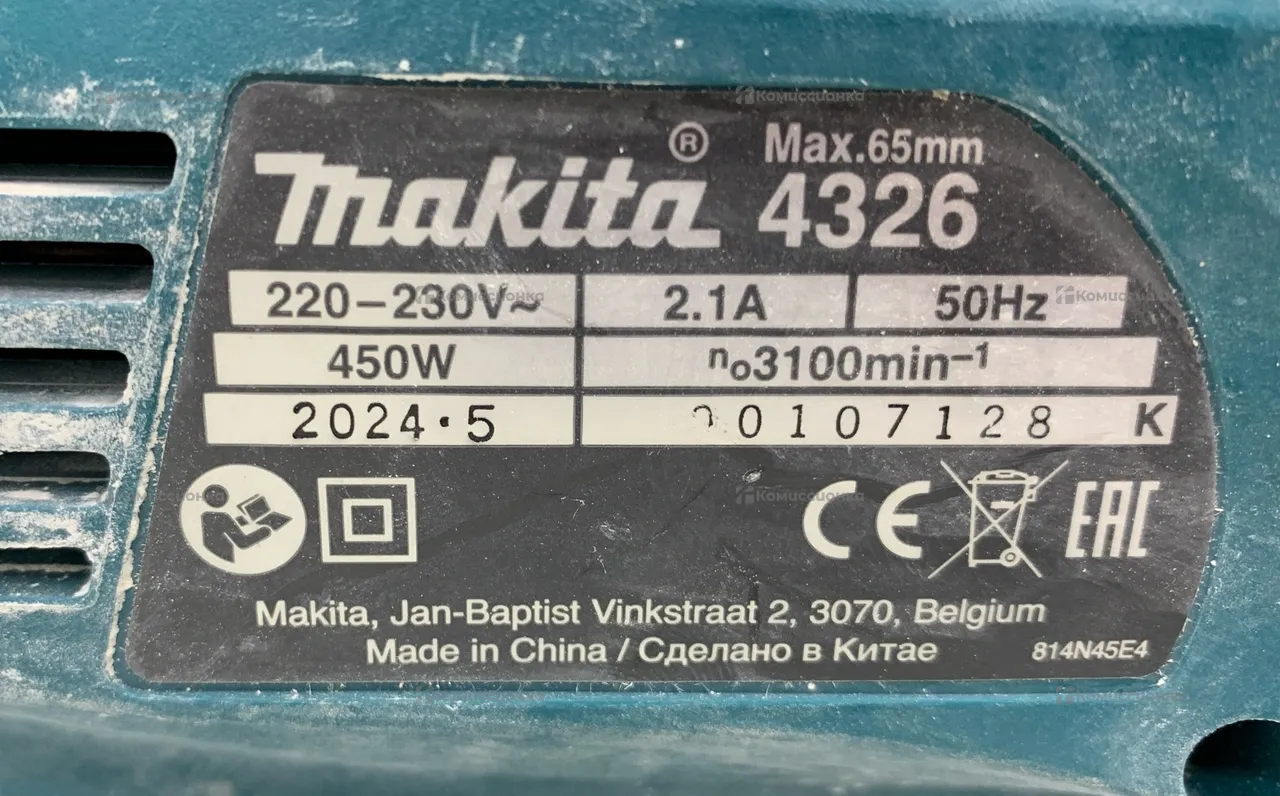 Комиссионка
makita ® Max.65mm
4326
220–230V~ 2.1A 50Hz
450W n₀3100min⁻¹
2024·5 0107128 K
CE EAC
Makita, Jan-Baptist Vinkstraat 2, 3070, Belgium
Made in China / Сделано в Китае 814N45E4